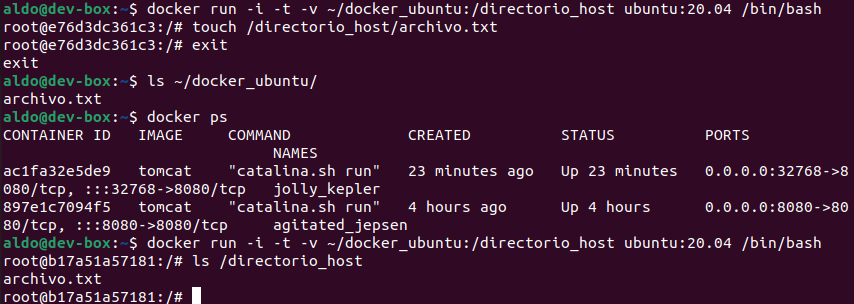 aldo@dev-box:~$ docker run -i -t -v ~/docker_ubuntu:/directorio_host ubuntu:20.04 /bin/bash
root@e76d3dc361c3:/# touch /directorio_host/archivo.txt
root@e76d3dc361c3:/# exit
exit
aldo@dev-box:~$ ls ~/docker_ubuntu/
archivo.txt
aldo@dev-box:~$ docker ps
CONTAINER ID   IMAGE     COMMAND             CREATED          STATUS          PORTS
                         NAMES
ac1fa32e5de9   tomcat    "catalina.sh run"   23 minutes ago   Up 23 minutes   0.0.0.0:32768->8
080/tcp, :::32768->8080/tcp   jolly_kepler
897e1c7094f5   tomcat    "catalina.sh run"   4 hours ago      Up 4 hours      0.0.0.0:8080->80
80/tcp, :::8080->8080/tcp     agitated_jepsen
aldo@dev-box:~$ docker run -i -t -v ~/docker_ubuntu:/directorio_host ubuntu:20.04 /bin/bash
root@b17a51a57181:/# ls /directorio_host
archivo.txt
root@b17a51a57181:/#